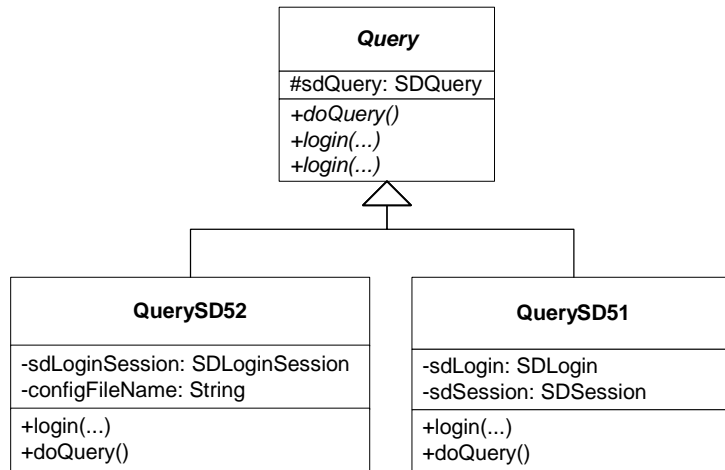 Query
#sdQuery: SDQuery
+doQuery()
+login(...)
+login(...)
QuerySD52
-sdLoginSession: SDLoginSession
-configFileName: String
+login(...)
+doQuery()
QuerySD51
-sdLogin: SDLogin
-sdSession: SDSession
+login(...)
+doQuery()